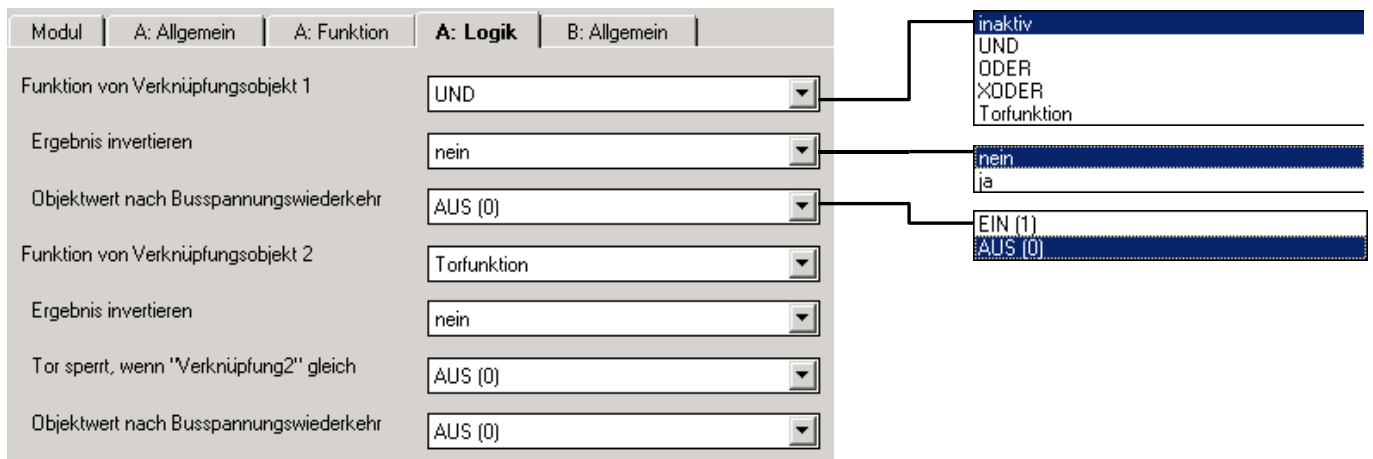 Modul A: Allgemein A: Funktion A: Logik B: Allgemein
Funktion von Verknüpfungsobjekt 1 UND
Ergebnis invertieren nein
Objektwert nach Busspannungswiederkehr AUS (0)
Funktion von Verknüpfungsobjekt 2 Torfunktion
Ergebnis invertieren nein
Tor sperrt, wenn "Verknüpfung2" gleich AUS (0)
Objektwert nach Busspannungswiederkehr AUS (0)
inaktiv
UND
ODER
XODER
Torfunktion
nein
ja
EIN (1)
AUS (0)